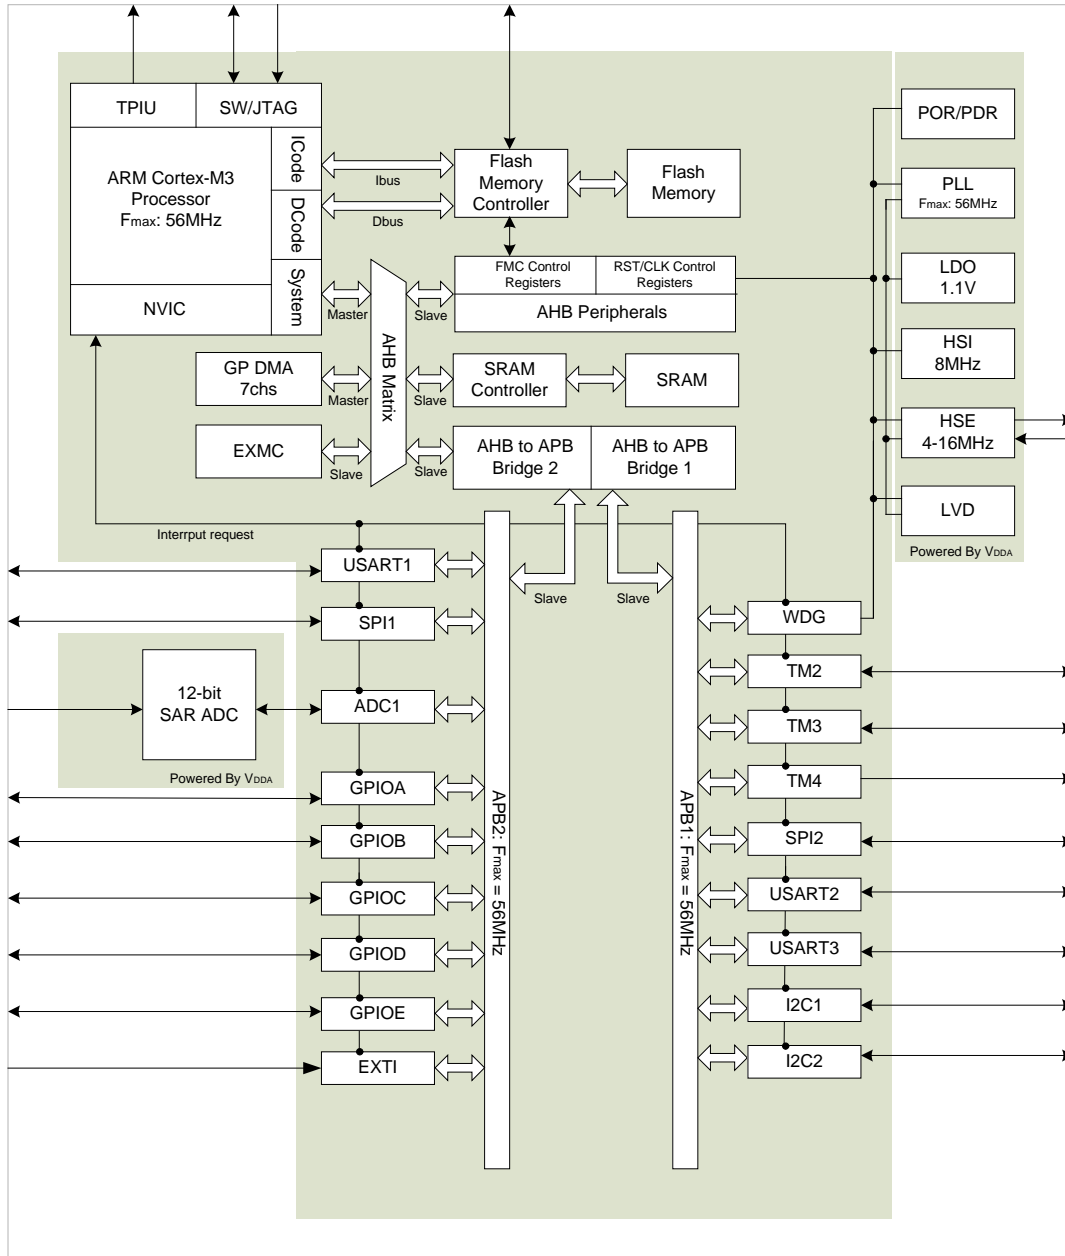 TPIU
SW/JTAG
POR/PDR
ICode
ARM Cortex-M3
Processor
Fmax: 56MHz
Ibus
Flash
Memory
Controller
Flash
Memory
PLL
Fmax: 56MHz
DCode
Dbus
System
FMC Control
Registers
RST/CLK Control
Registers
LDO
1.1V
NVIC
Master
Slave
AHB Peripherals
AHB Matrix
HSI
8MHz
GP DMA
7chs
Master
Slave
SRAM
Controller
SRAM
HSE
4-16MHz
EXMC
Slave
Slave
AHB to APB
Bridge 2
AHB to APB
Bridge 1
LVD
Powered By VDDA
Interrput request
USART1
Slave
Slave
SPI1
WDG
12-bit
SAR ADC
Powered By VDDA
ADC1
TM2
TM3
GPIOA
TM4
APB2: Fmax = 56MHz
APB1: Fmax = 56MHz
GPIOB
SPI2
GPIOC
USART2
GPIOD
USART3
GPIOE
I2C1
EXTI
I2C2